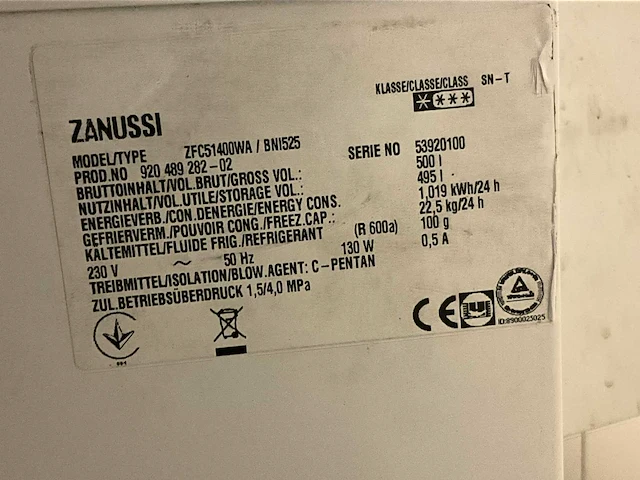 KLASSE/CLASSE/CLASS SN-T
ZANUSSI
MODEL/TYPE ZFC51400WA / BNI525
PROD.NO 920 489 282-02 SERIE NO 53920100
BRUTTOINHALT/VOL.BRUT/GROSS VOL.: 500 l
NUTZINHALT/VOL.UTILE/STORAGE VOL.: 495 l
ENERGIEVERB./CON.DENERGIE/ENERGY CONS. 1,019 kWh/24 h
GEFRIERVERM./POUVOIR CONG./FREEZ.CAP.: 22,5 kg/24 h
KALTEMITTEL/FLUIDE FRIG./REFRIGERANT (R 600a) 100 g
230 V ~ 50 Hz 130 W 0,5 A
TREIBMITTEL/ISOLATION/BLOW.AGENT: C-PENTAN
ZUL.BETRIEBSÜBERDRUCK 1,5/4,0 MPa
CE
ID:8900025025